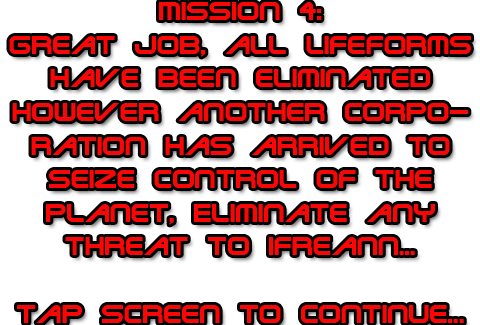 MISSION 4:
GREAT JOB, ALL LIFEFORMS
HAVE BEEN ELIMINATED
HOWEVER ANOTHER CORPO-
RATION HAS ARRIVED TO
SEIZE CONTROL OF THE
PLANET, ELIMINATE ANY
THREAT TO IFREANN...
TAP SCREEN TO CONTINUE...